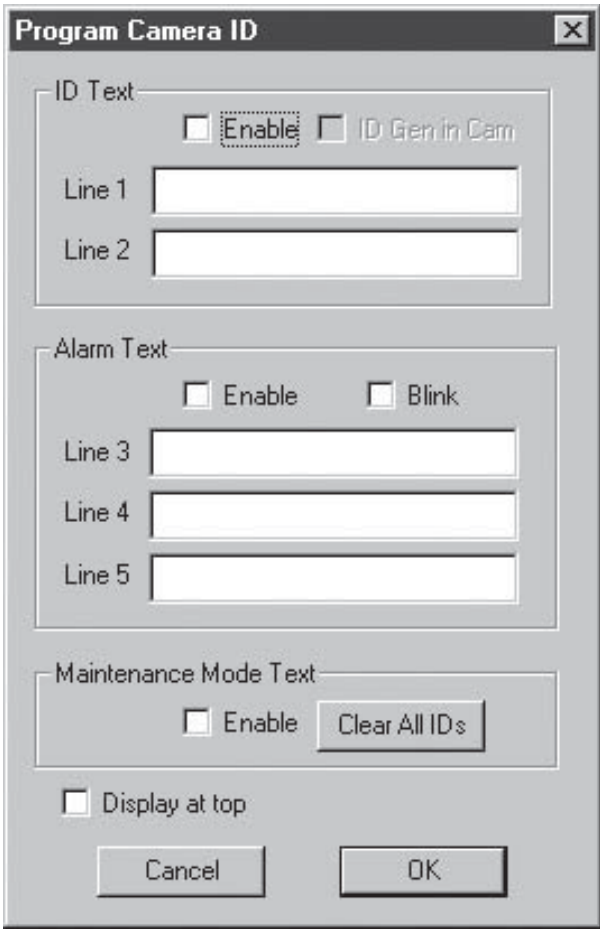 Program Camera ID
ID Text
Enable ID Gen in Cam
Line 1
Line 2
Alarm Text
Enable Blink
Line 3
Line 4
Line 5
Maintenance Mode Text
Enable Clear All IDs
Display at top
Cancel OK